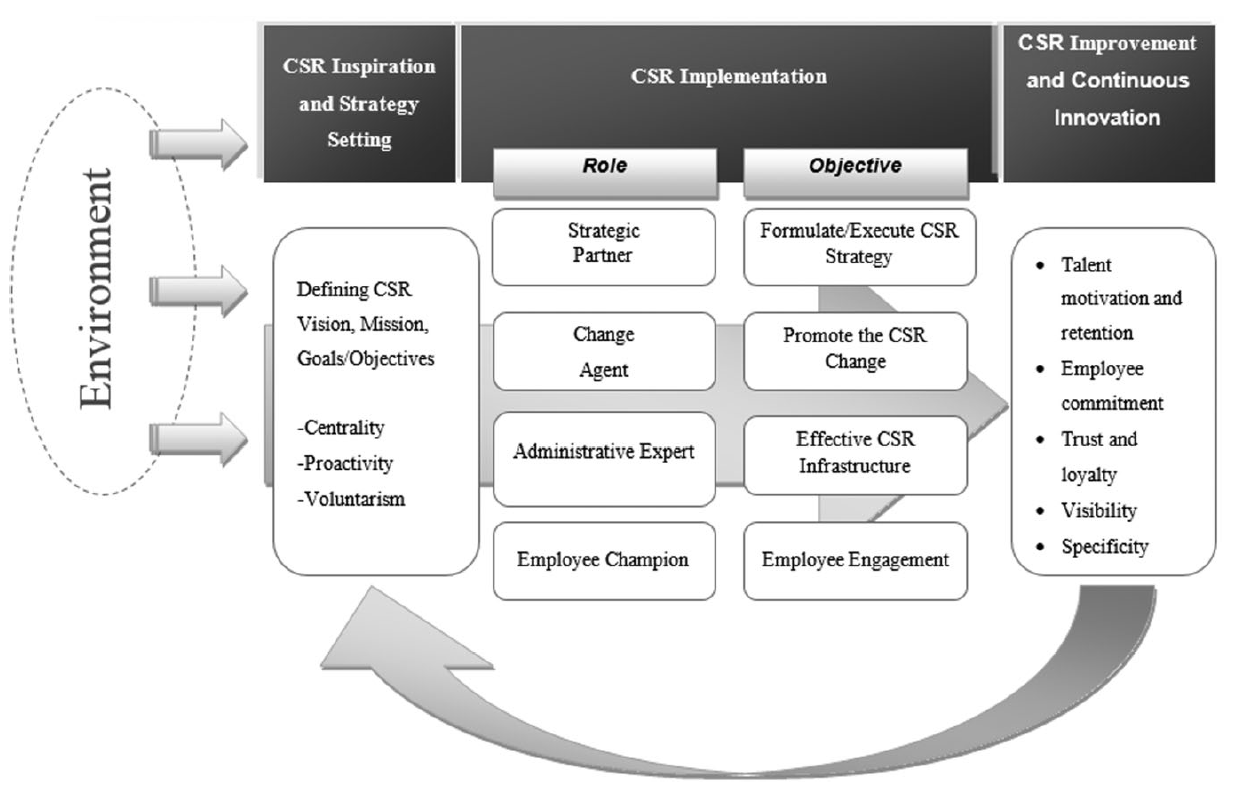 Environment
CSR Inspiration
and Strategy
Setting
CSR Implementation
CSR Improvement
and Continuous
Innovation
Role
Objective
Defining CSR
Vision, Mission,
Goals/Objectives
-Centrality
-Proactivity
-Voluntarism
Strategic
Partner
Formulate/Execute CSR
Strategy
Change
Agent
Promote the CSR
Change
Administrative Expert
Effective CSR
Infrastructure
Employee Champion
Employee Engagement
• Talent
motivation and
retention
• Employee
commitment
• Trust and
loyalty
• Visibility
• Specificity